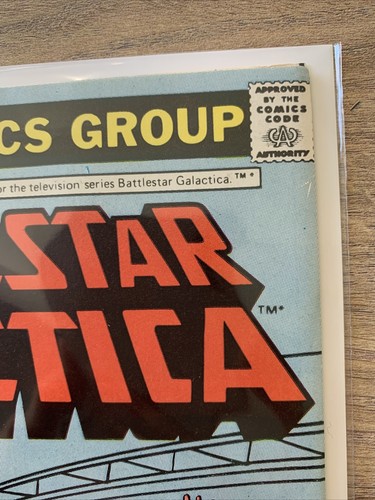 CS GROUP
APPROVED
BY THE
COMICS
CODE
CA
AUTHORITY
or the television series Battlestar Galactica.™*
STAR
CTICA
TM*